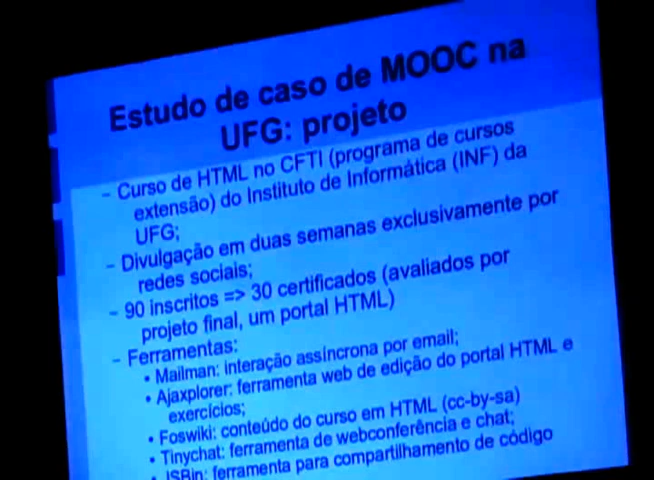 Estudo de caso de MOOC na
UFG: projeto
- Curso de HTML no CFTI (programa de cursos
extensão) do Instituto de Informática (INF) da
UFG;
- Divulgação em duas semanas exclusivamente por
redes sociais;
- 90 inscritos => 30 certificados (avaliados por
projeto final, um portal HTML)
- Ferramentas:
• Mailman: interação assíncrona por email;
• Ajaxplorer: ferramenta web de edição do portal HTML e
exercícios;
• Foswiki: conteúdo do curso em HTML (cc-by-sa)
• Tinychat: ferramenta de webconferência e chat;
• JSBin: ferramenta para compartilhamento de código